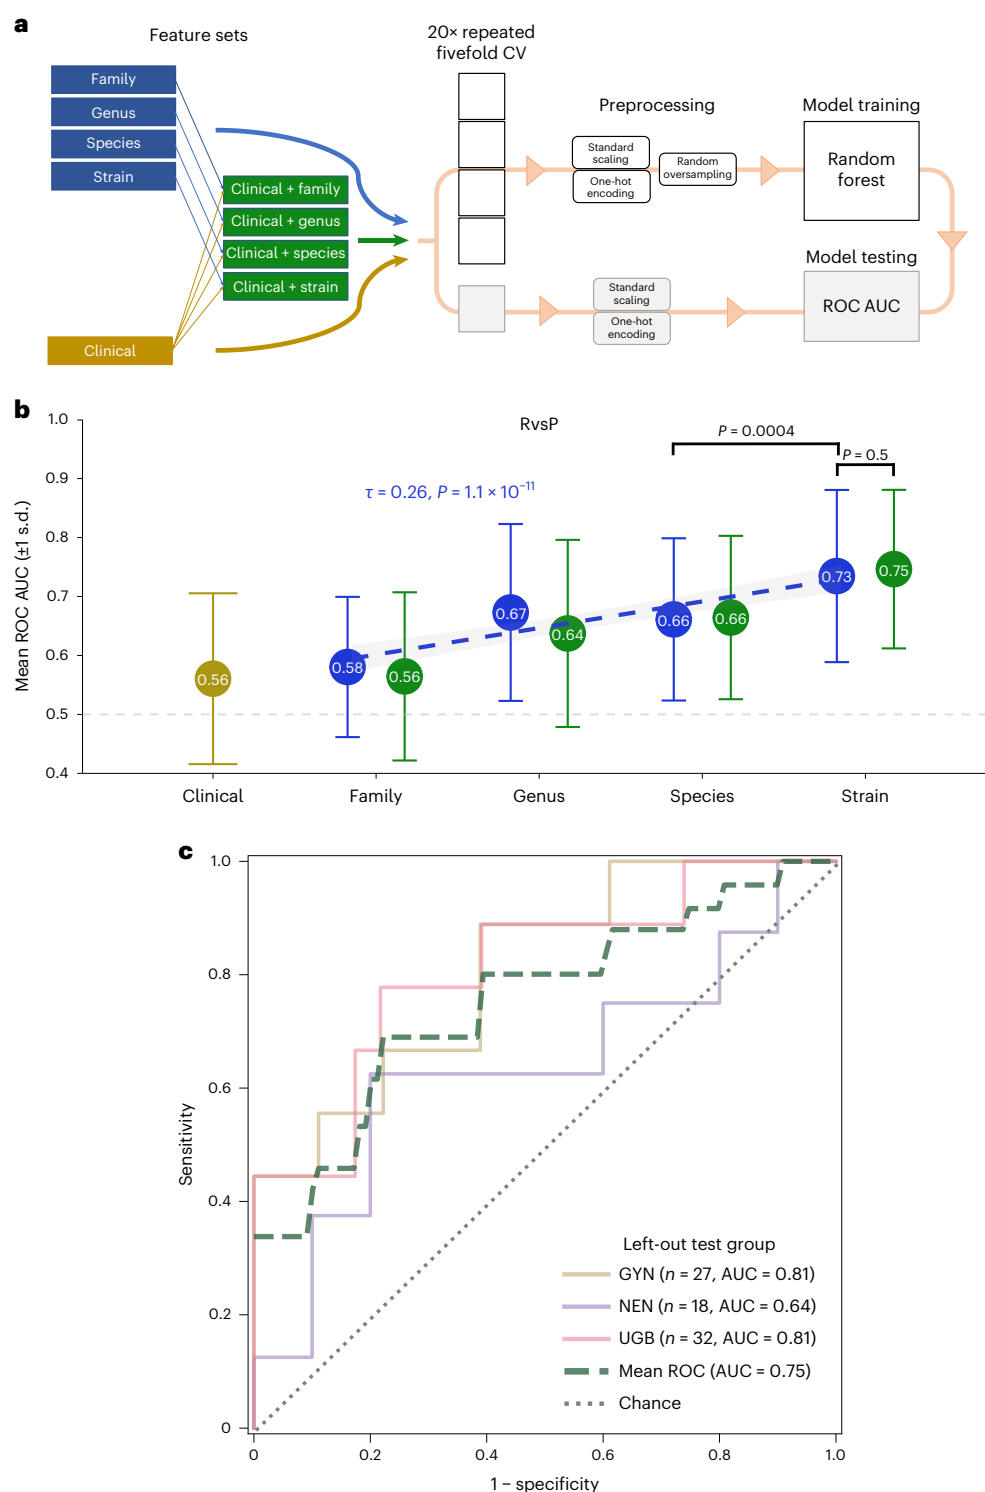 a
Feature sets
20× repeated
fivefold CV
Family
Genus
Species
Strain
Clinical + family
Clinical + genus
Clinical + species
Clinical + strain
Clinical
Preprocessing
Standard
scaling
One-hot
encoding
Random
oversampling
Model training
Random
forest
Standard
scaling
One-hot
encoding
Model testing
ROC AUC
b
RvsP
P = 0.0004
P = 0.5
τ = 0.26, P = 1.1 × 10⁻¹¹
Mean ROC AUC (±1 s.d.)
1.0
0.9
0.8
0.7
0.6
0.5
0.4
0.56
0.58
0.56
0.67
0.64
0.66
0.66
0.73
0.75
Clinical
Family
Genus
Species
Strain
c
Sensitivity
1.0
0.8
0.6
0.4
0.2
0
Left-out test group
GYN (n = 27, AUC = 0.81)
NEN (n = 18, AUC = 0.64)
UGB (n = 32, AUC = 0.81)
Mean ROC (AUC = 0.75)
Chance
0
0.2
0.4
0.6
0.8
1.0
1 − specificity